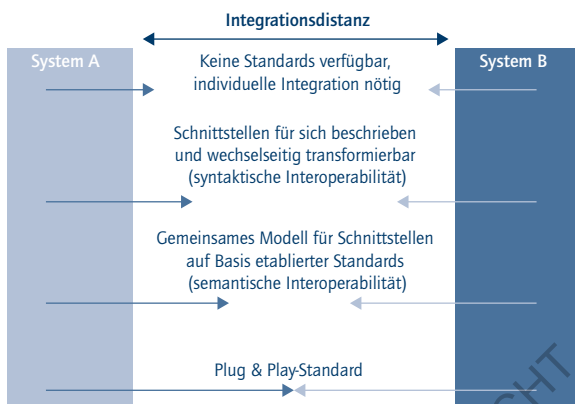 Integrationsdistanz
System A
System B
Keine Standards verfügbar,
individuelle Integration nötig
Schnittstellen für sich beschrieben
und wechselseitig transformierbar
(syntaktische Interoperabilität)
Gemeinsames Modell für Schnittstellen
auf Basis etablierter Standards
(semantische Interoperabilität)
Plug & Play-Standard
CHT